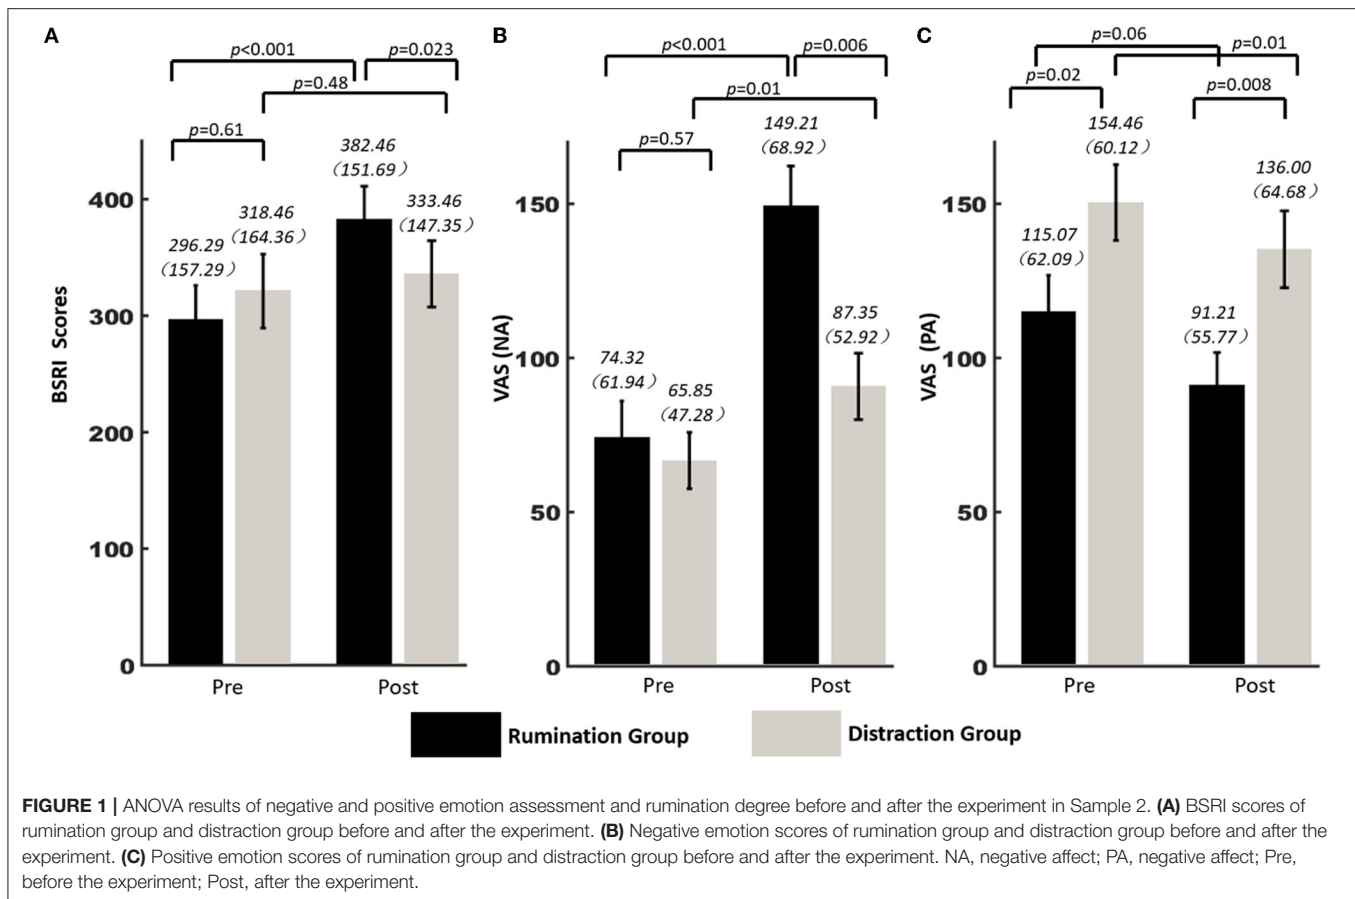 A
p<0.001
p=0.023
p=0.48
p=0.61
382.46
(151.69)
318.46
(164.36)
333.46
(147.35)
296.29
(157.29)
400
300
200
100
0
BSRI Scores
Pre
Post
B
p<0.001
p=0.006
p=0.01
p=0.57
149.21
(68.92)
87.35
(52.92)
74.32
(61.94)
65.85
(47.28)
150
100
50
0
VAS (NA)
Pre
Post
C
p=0.06
p=0.01
p=0.02
p=0.008
154.46
(60.12)
136.00
(64.68)
115.07
(62.09)
91.21
(55.77)
150
100
50
0
VAS (PA)
Pre
Post
Rumination Group
Distraction Group
FIGURE 1 | ANOVA results of negative and positive emotion assessment and rumination degree before and after the experiment in Sample 2. (A) BSRI scores of
rumination group and distraction group before and after the experiment. (B) Negative emotion scores of rumination group and distraction group before and after the
experiment. (C) Positive emotion scores of rumination group and distraction group before and after the experiment. NA, negative affect; PA, negative affect; Pre,
before the experiment; Post, after the experiment.